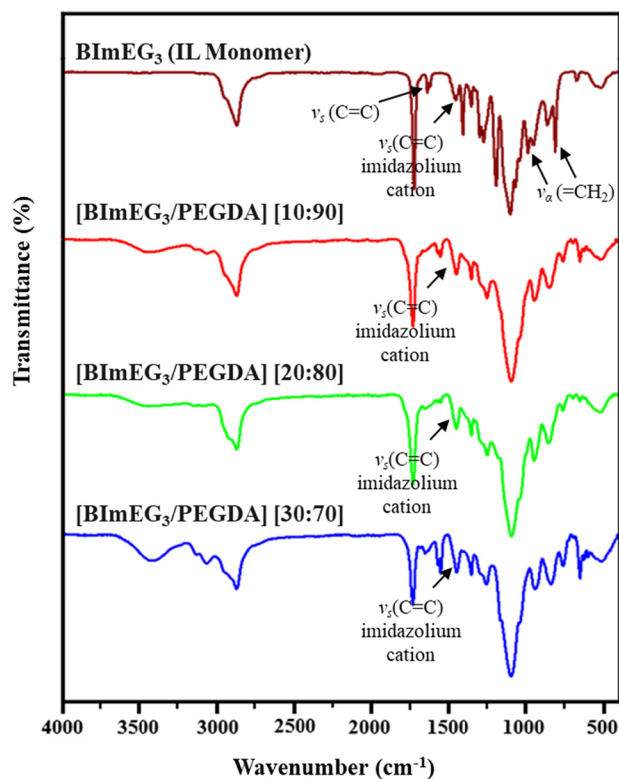 BImEG₃ (IL Monomer)
νₛ (C=C)
νₛ(C=C)
imidazolium
cation
νₐ (=CH₂)
[BImEG₃/PEGDA] [10:90]
νₛ(C=C)
imidazolium
cation
[BImEG₃/PEGDA] [20:80]
νₛ(C=C)
imidazolium
cation
[BImEG₃/PEGDA] [30:70]
νₛ(C=C)
imidazolium
cation
Transmittance (%)
4000 3500 3000 2500 2000 1500 1000 500
Wavenumber (cm⁻¹)